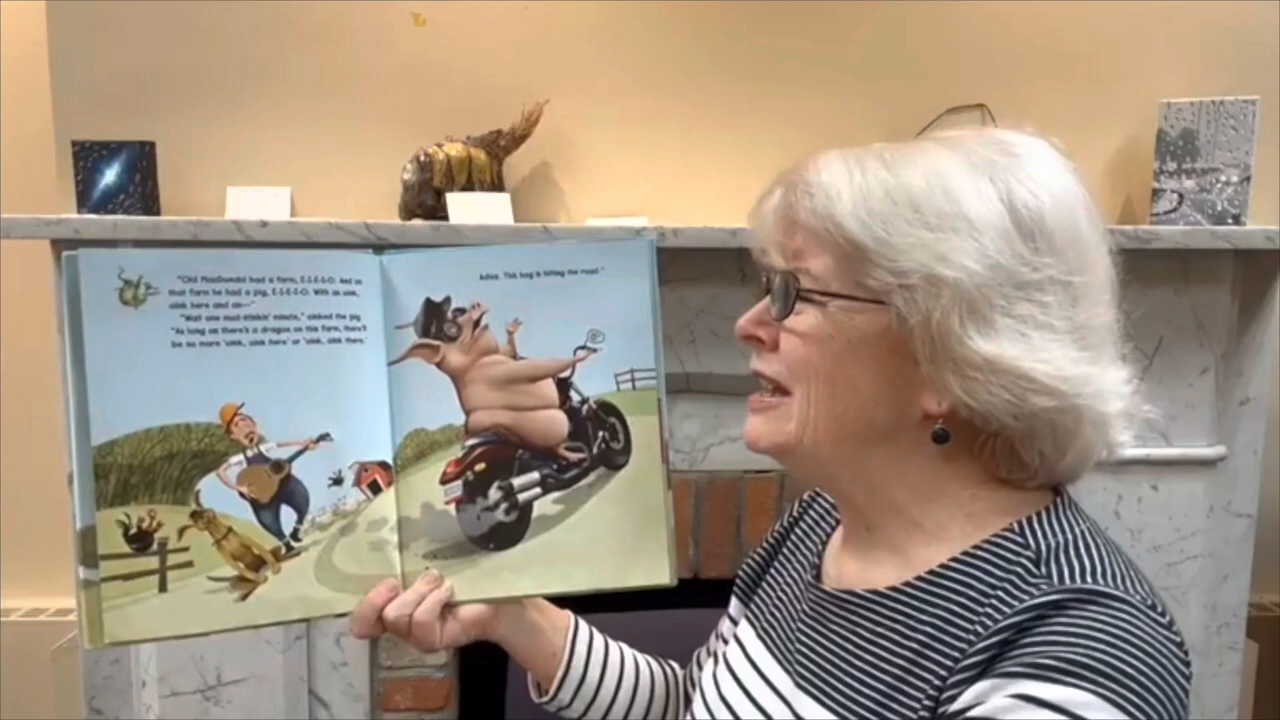 "Old MacDonald had a farm, E-I-E-I-O. And on
that farm he had a pig, E-I-E-I-O. With an oink,
oink here and an—"
"Wait one mud-stinkin' minute," oinked the pig.
"As long as there's a dragon on this farm, there'll
be no more 'oink, oink here' or 'oink, oink there.'
Adios. This hog is hitting the road."